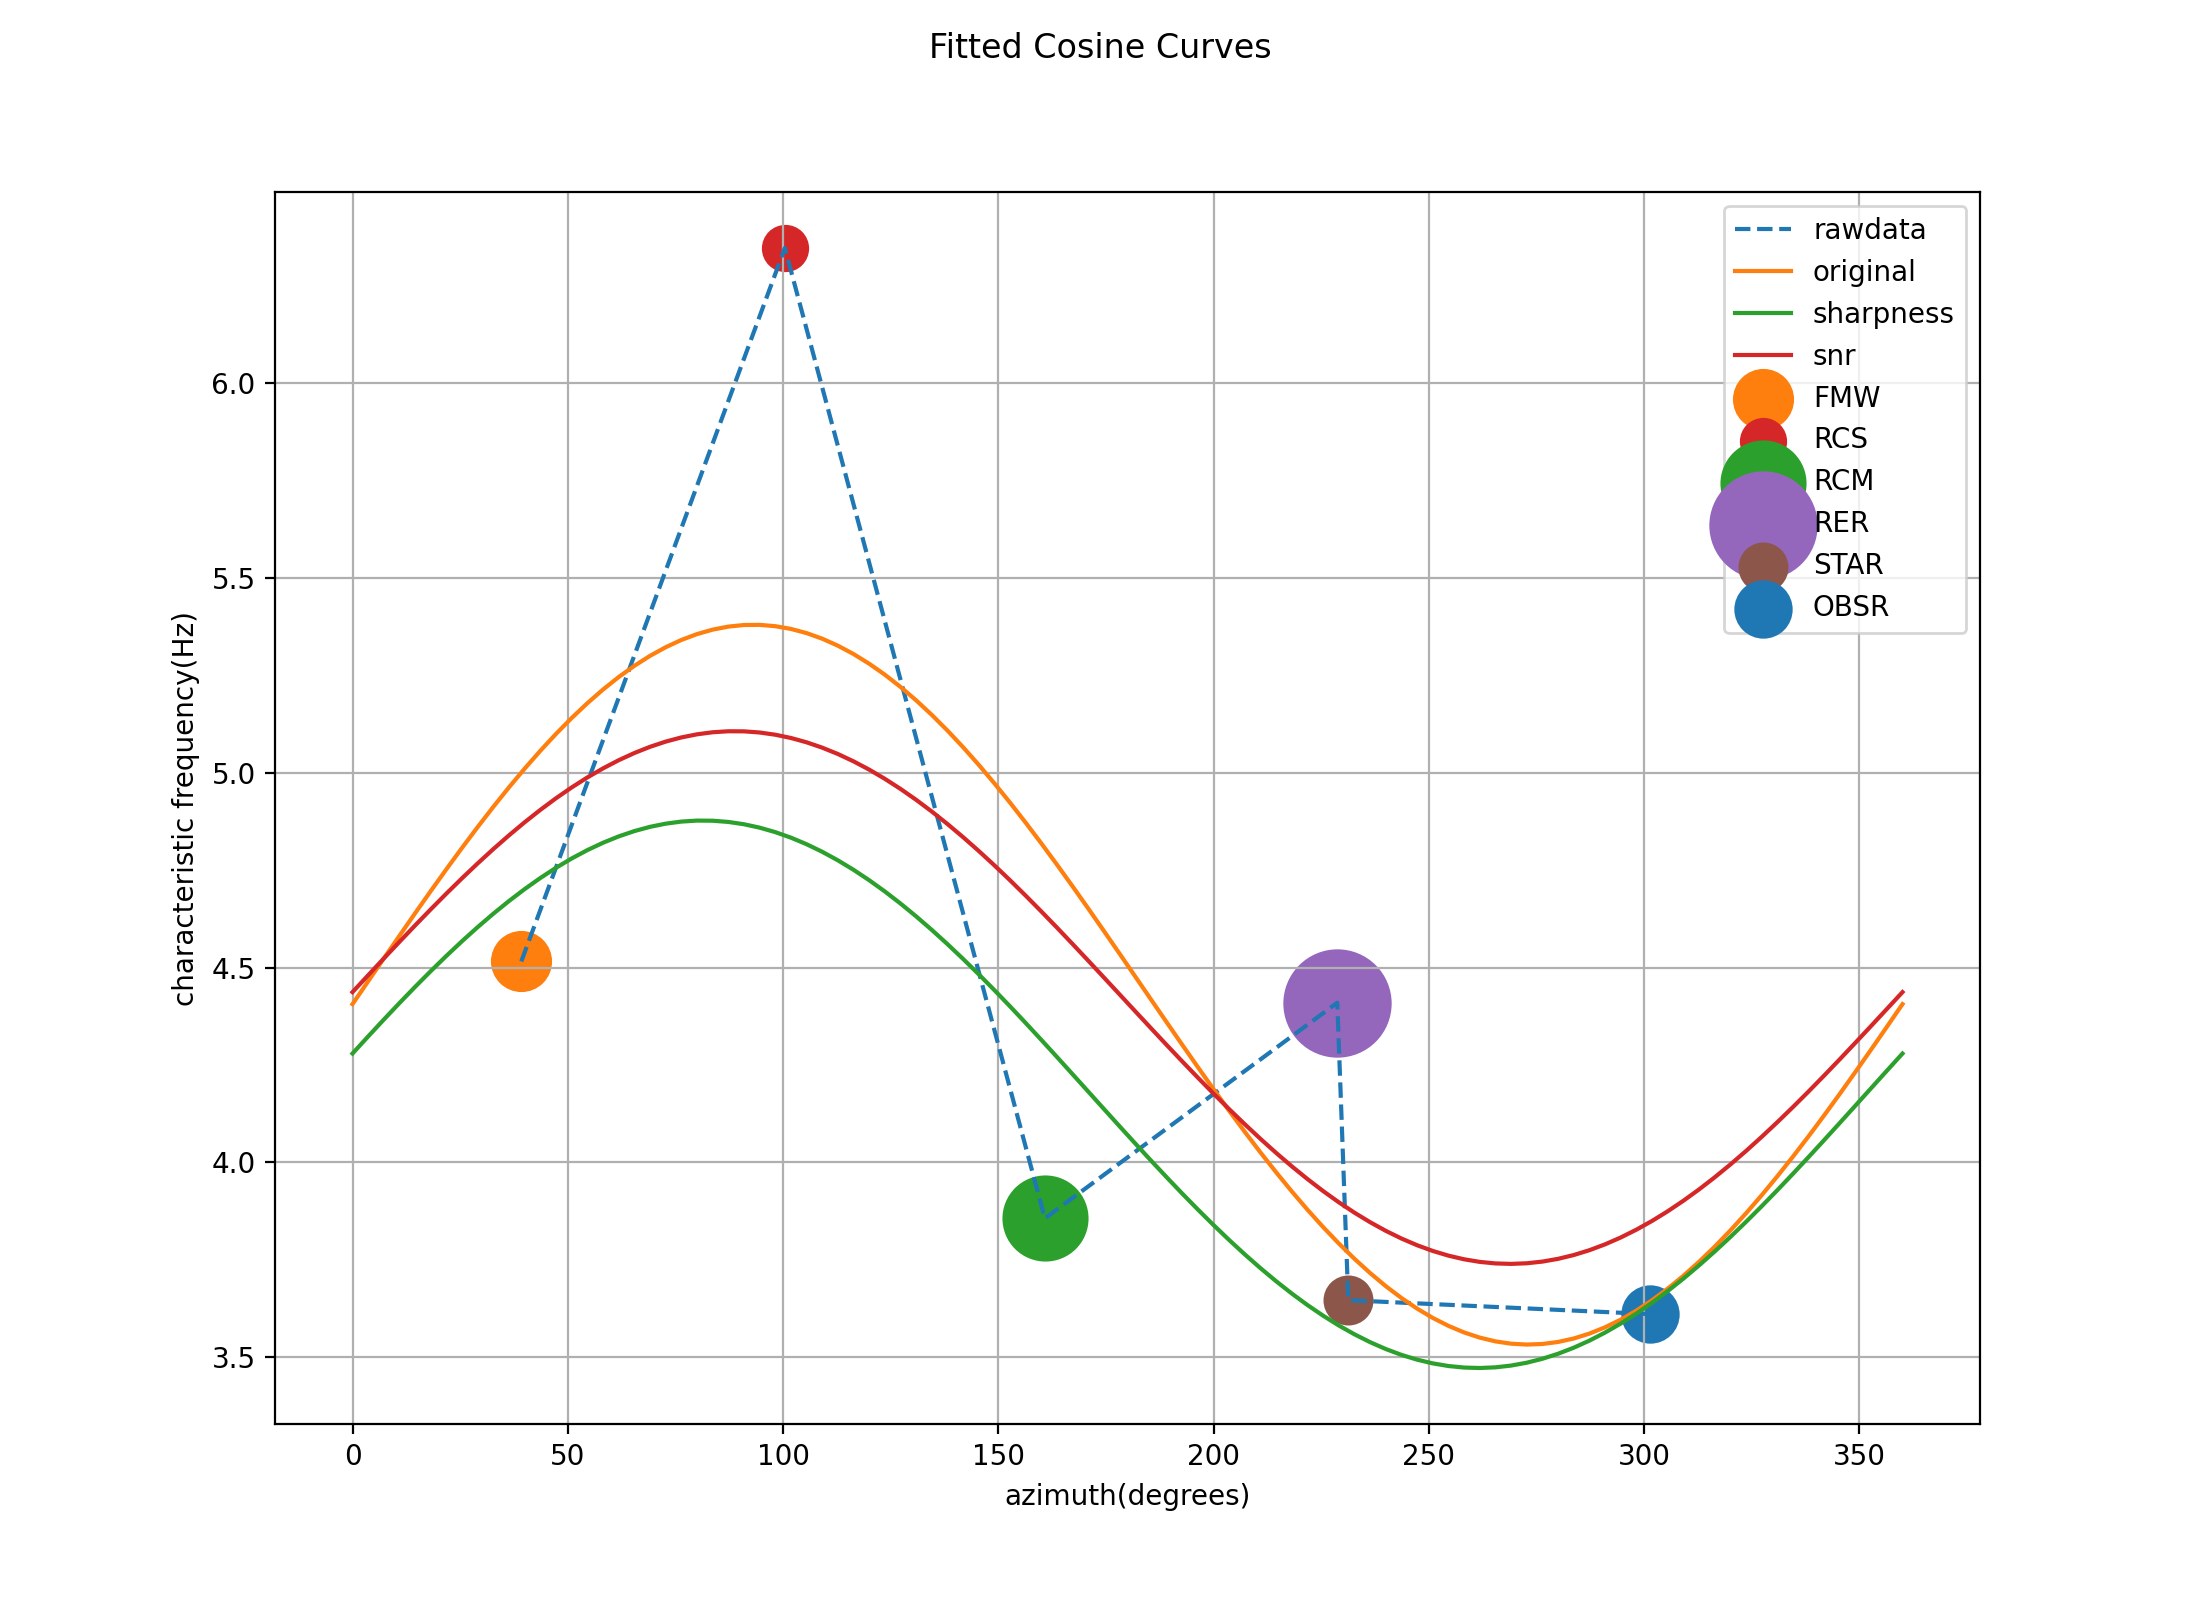 Fitted Cosine Curves
characteristic frequency(Hz)
6.0
5.5
5.0
4.5
4.0
3.5
rawdata
original
sharpness
snr
FMW
RCS
RCM
RER
STAR
OBSR
0 50 100 150 200 250 300 350
azimuth(degrees)